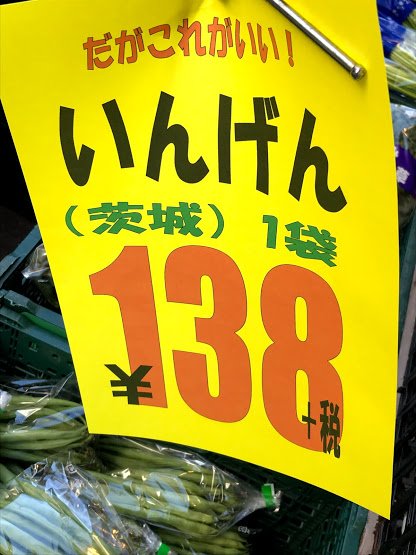 だがこれがいい！
いんげん
（茨城） 1袋
¥138+税